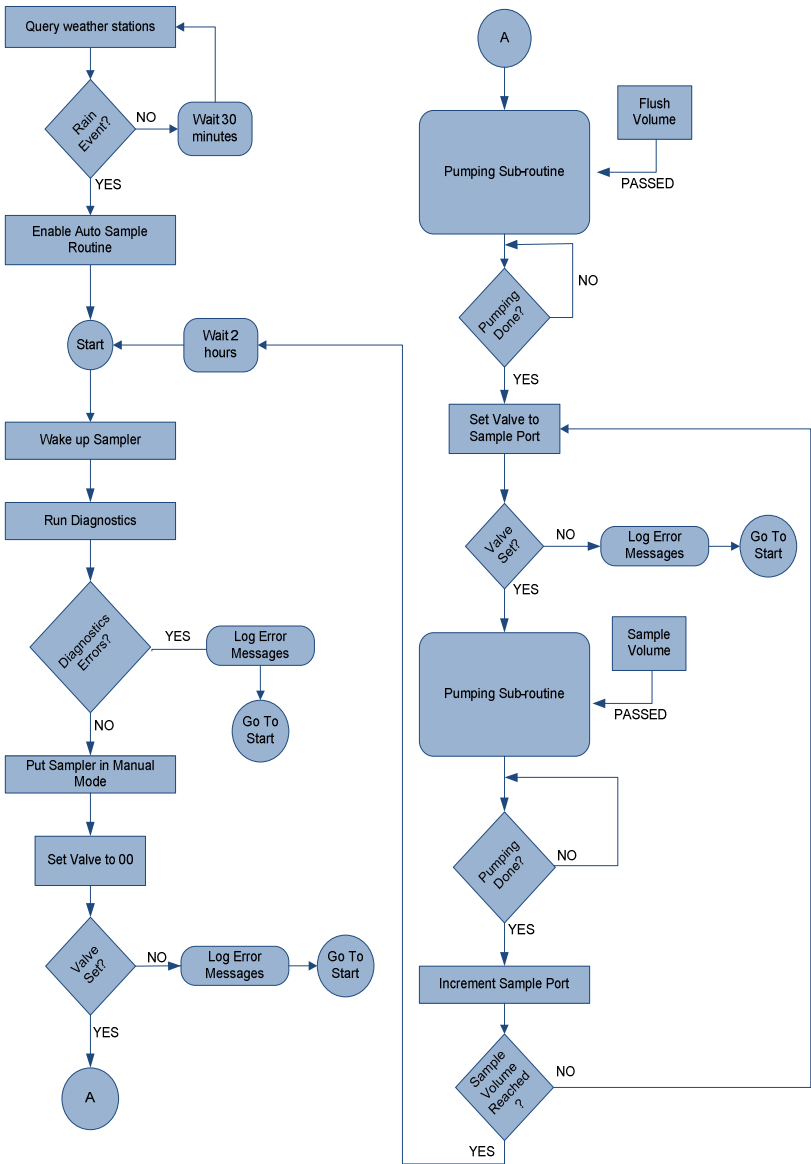 Query weather stations
Rain
Event?
NO
Wait 30
minutes
YES
Enable Auto Sample
Routine
Start
Wait 2
hours
Wake up Sampler
Run Diagnostics
Diagnostics
Errors?
YES
Log Error
Messages
Go To
Start
NO
Put Sampler in Manual
Mode
Set Valve to 00
Valve
Set?
NO
Log Error
Messages
Go To
Start
YES
A
A
Flush
Volume
Pumping Sub-routine
PASSED
Pumping
Done?
NO
YES
Set Valve to
Sample Port
Valve
Set?
NO
Log Error
Messages
Go To
Start
YES
Sample
Volume
Pumping Sub-routine
PASSED
Pumping
Done?
NO
YES
Increment Sample Port
Sample
Volume
Reached
?
NO
YES